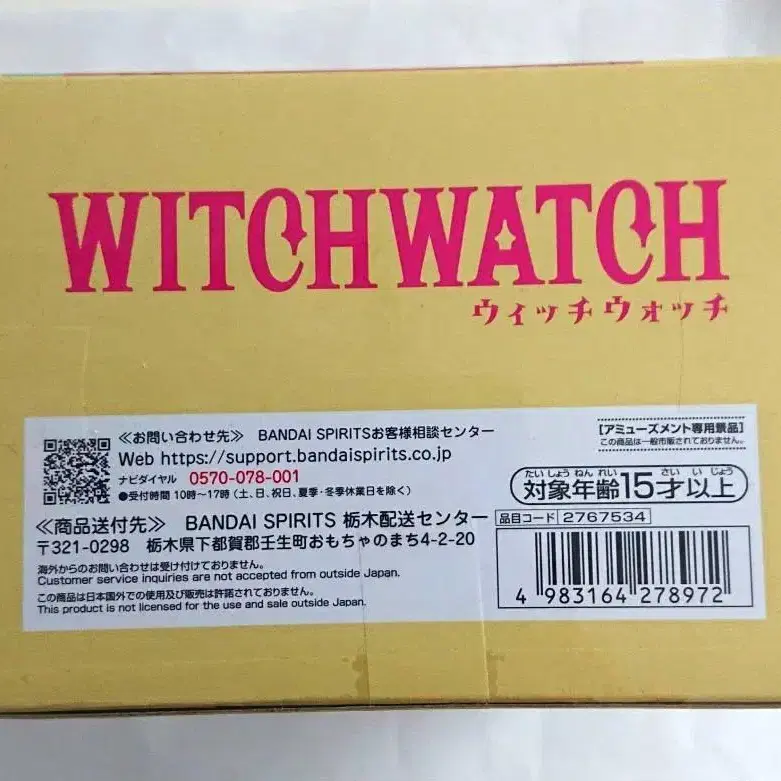 WITCHWATCH
ウィッチウォッチ
≪お問い合わせ先≫ BANDAI SPIRITSお客様相談センター
Web https://support.bandaispirits.co.jp
ナビダイヤル 0570-078-001
●受付時間 10時～17時(土、日、祝日、夏季・冬季休業日を除く)
≪商品送付先≫ BANDAI SPIRITS 栃木配送センター
〒321-0298 栃木県下都賀郡壬生町おもちゃのまち4-2-20
海外からのお問い合わせは受け付けておりません。
Customer service inquiries are not accepted from outside Japan.
この商品は日本国外での使用及び販売は許諾されておりません。
This product is not licensed for the use and sale outside Japan.
[アミューズメント専用景品]
この商品は一般市販されておりません。
たいしょうねんれい さいいじょう
対象年齢15才以上
品目コード 2767534
4 983164 278972